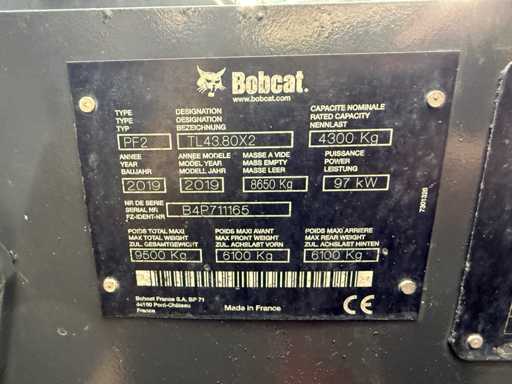 Bobcat.
www.bobcat.com
TYPE DESIGNATION CAPACITE NOMINALE
TYPE DESIGNATION RATED CAPACITY
TYP BEZEICHNUNG NENNLAST
PF2 TL43.80X2 4300 Kg
ANNEE ANNEE MODELE MASSE A VIDE PUISSANCE
YEAR MODEL YEAR MASS EMPTY POWER
BAUJAHR MODELL JAHR MASSE LEER LEISTUNG
2019 2019 8650 Kg 97 kW
NR DE SERIE
SERIAL NR.
FZ-IDENT-NR
B4P711165
7301326
POIDS TOTAL MAXI POIDS MAXI AVANT POIDS MAXI ARRIERE
MAX TOTAL WEIGHT MAX FRONT WEIGHT MAX REAR WEIGHT
ZUL. GESAMTGEWICHT ZUL. ACHSLAST VORN ZUL. ACHSLAST HINTEN
9500 Kg 6100 Kg 6100 Kg
Bobcat France S.A, BP 71
44160 Pont-Château
France
Made in France
CE